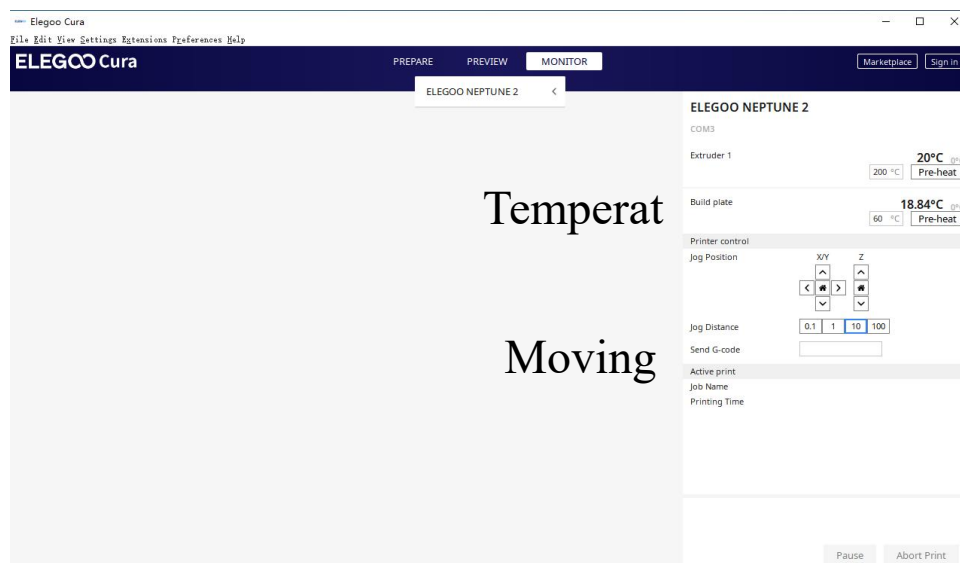 Elegoo Cura
File Edit View Settings Extensions Preferences Help
ELEGOO Cura PREPARE PREVIEW MONITOR Marketplace Sign in
ELEGOO NEPTUNE 2
ELEGOO NEPTUNE 2
COM3
Extruder 1 20°C
200 °C Pre-heat
Temperat
Build plate 18.84°C
60 °C Pre-heat
Printer control
Jog Position X/Y Z
Jog Distance 0.1 1 10 100
Moving
Send G-code
Active print
Job Name
Printing Time
Pause Abort Print